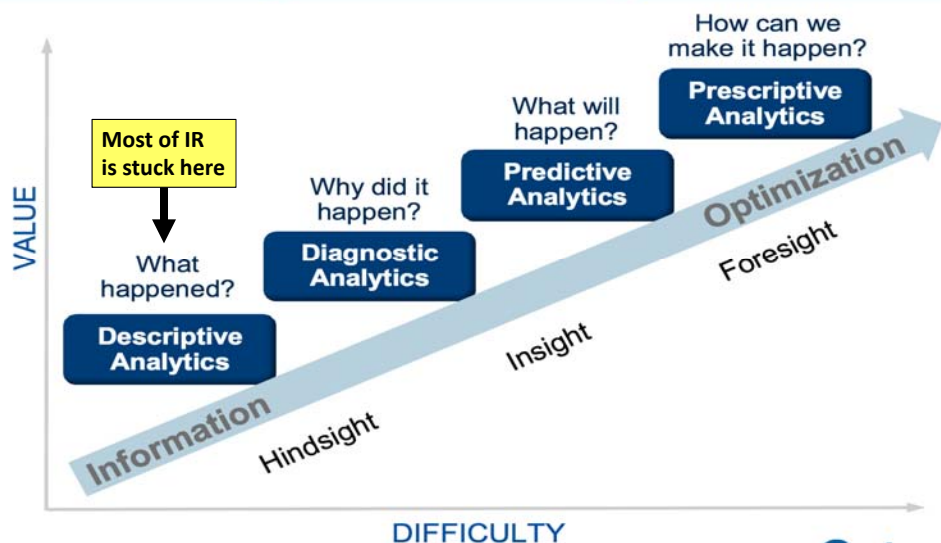 How can we
make it happen?
Prescriptive
Analytics
What will
happen?
Predictive
Analytics
Most of IR
is stuck here
Why did it
happen?
Diagnostic
Analytics
What
happened?
Descriptive
Analytics
VALUE
Information
Optimization
Hindsight
Insight
Foresight
DIFFICULTY